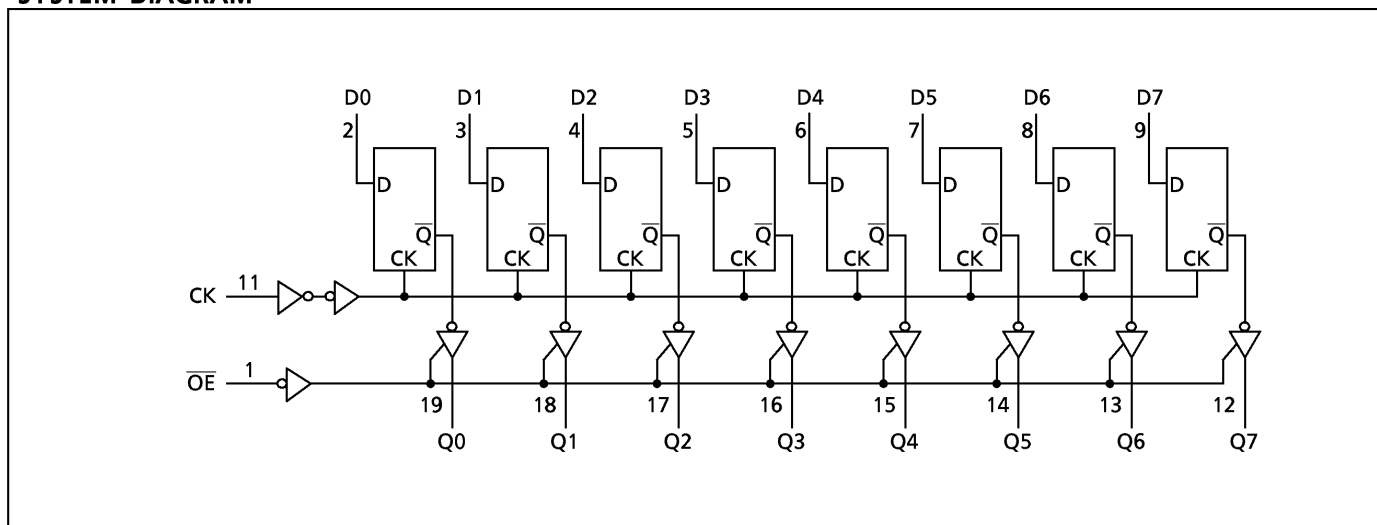 SYSTEM DIAGRAM
D0 D1 D2 D3 D4 D5 D6 D7
2 3 4 5 6 7 8 9
D D D D D D D D
Q̅ Q̅ Q̅ Q̅ Q̅ Q̅ Q̅ Q̅
CK CK CK CK CK CK CK CK
CK 11
O̅E̅ 1
19 18 17 16 15 14 13 12
Q0 Q1 Q2 Q3 Q4 Q5 Q6 Q7